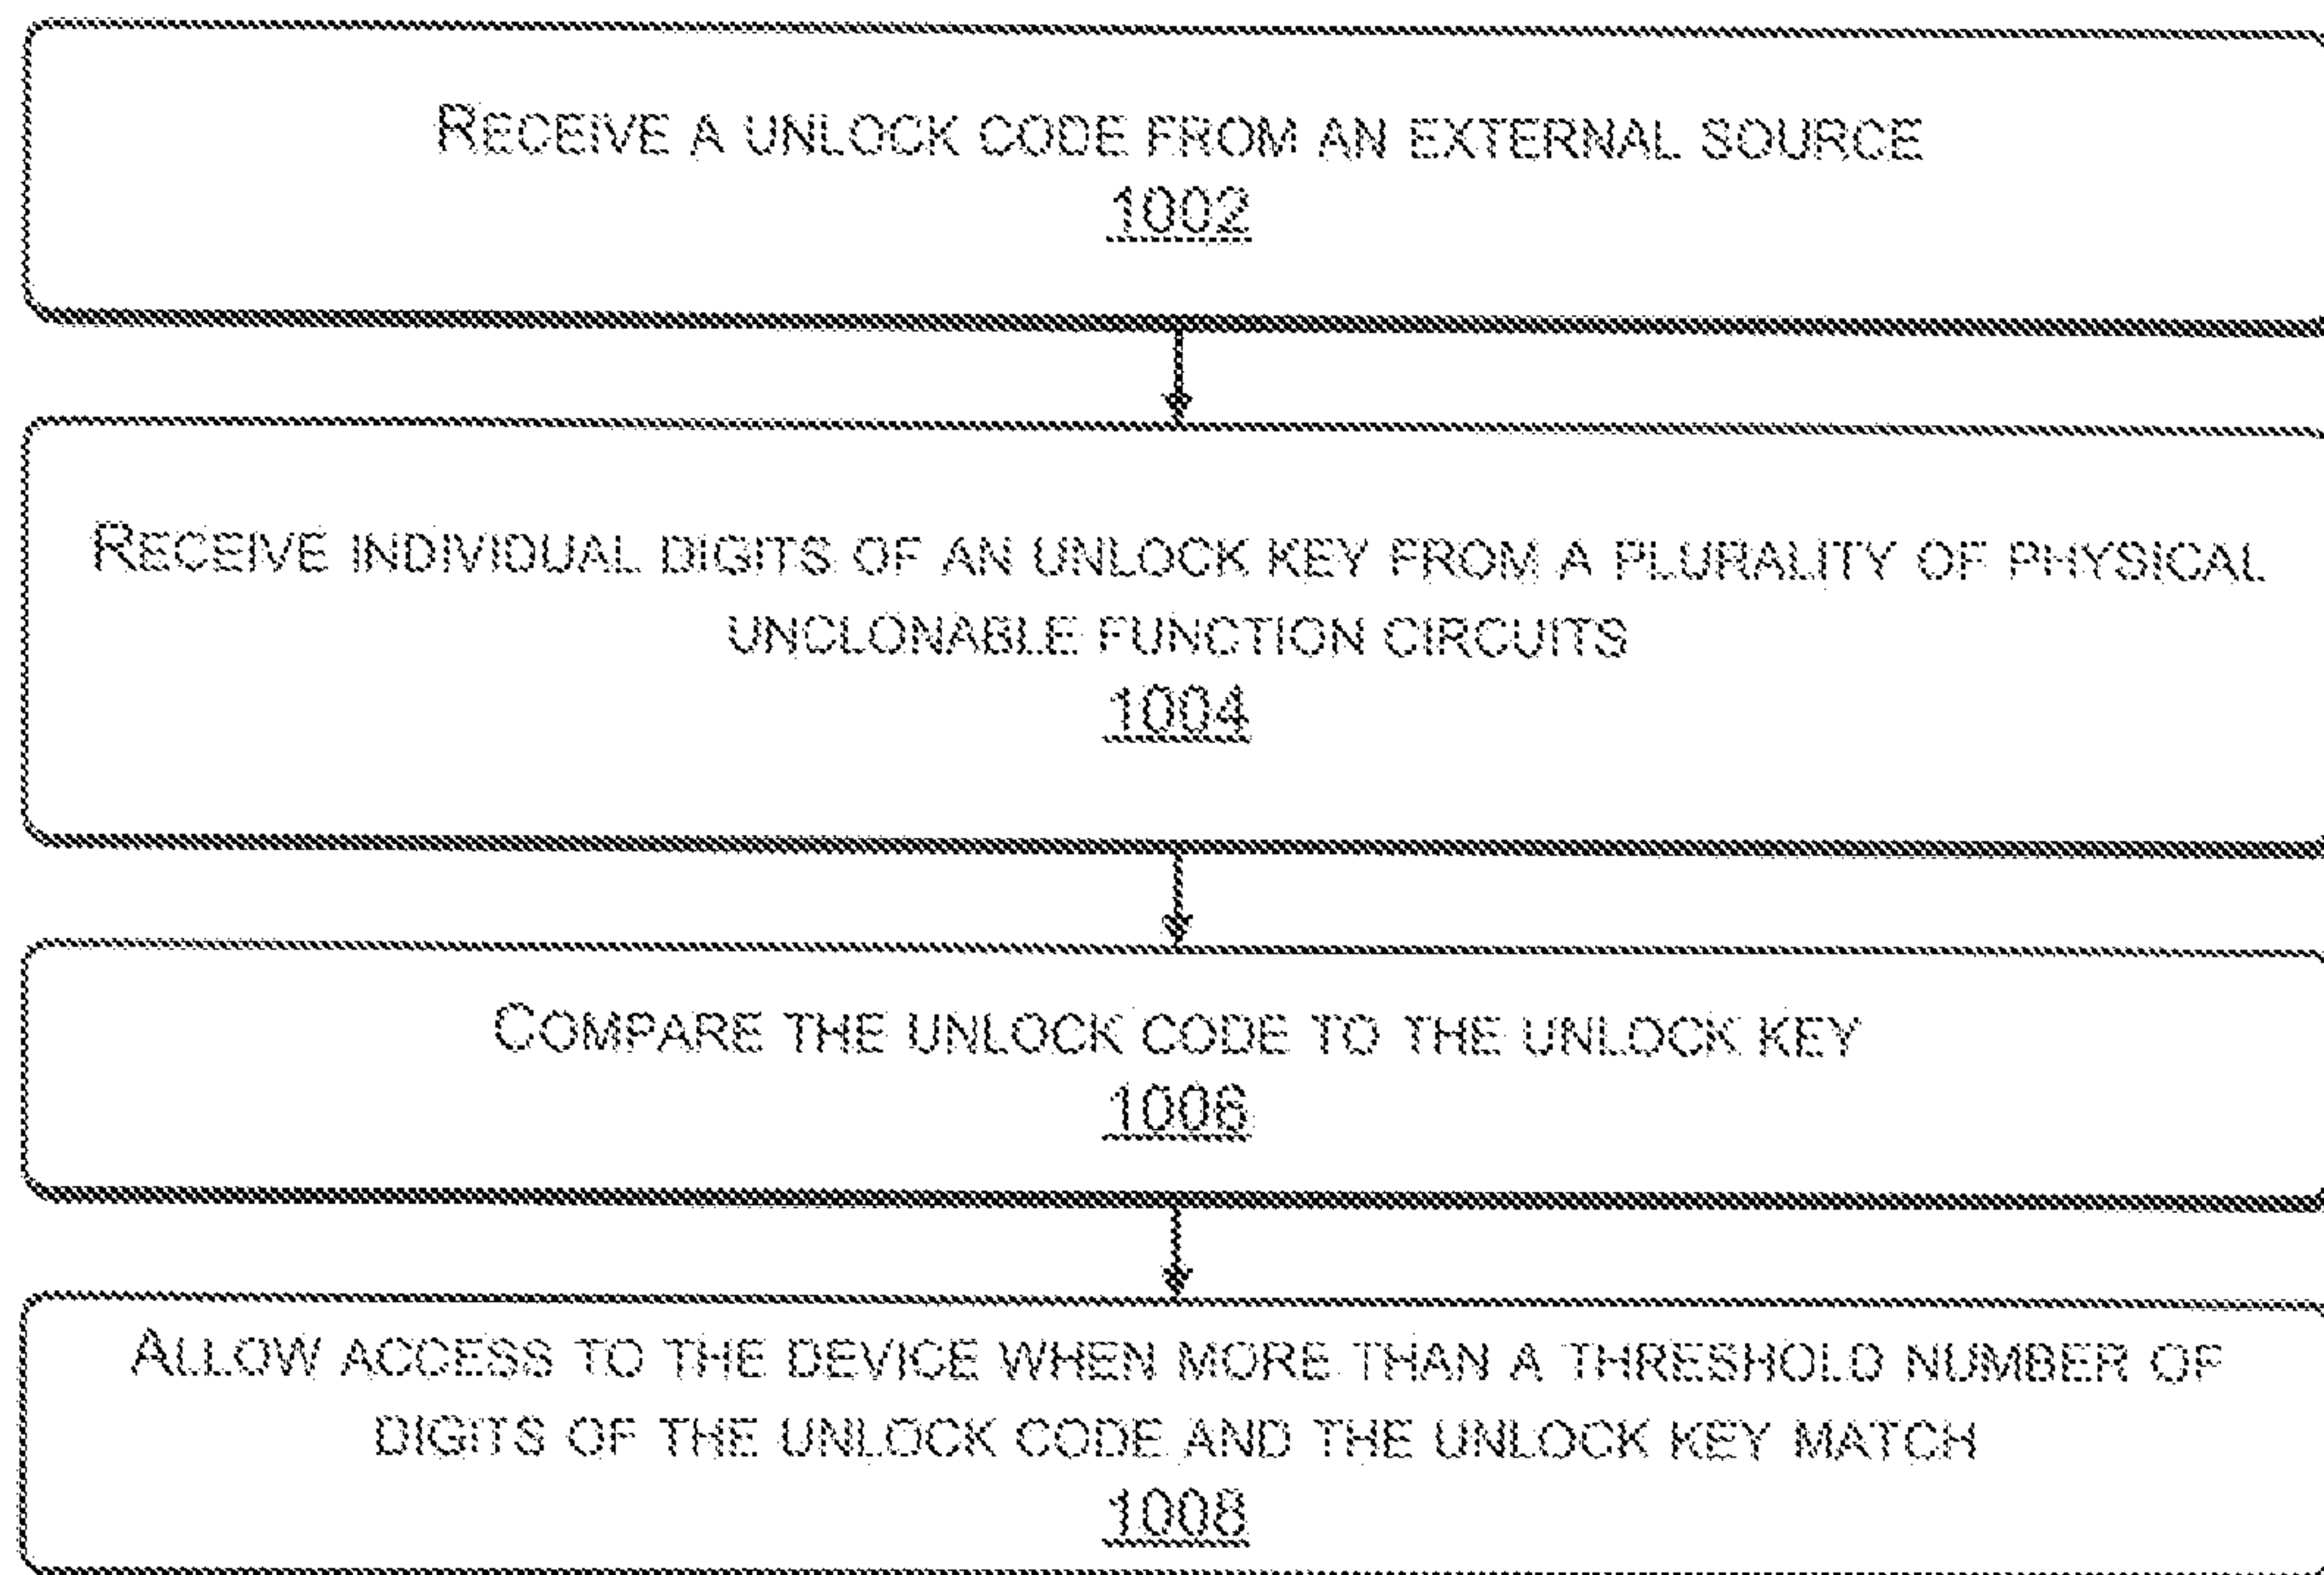 RECEIVE A UNLOCK CODE FROM AN EXTERNAL SOURCE
1002
RECEIVE INDIVIDUAL DIGITS OF AN UNLOCK KEY FROM A PLURALITY OF PHYSICAL
UNCLONABLE FUNCTION CIRCUITS
1004
COMPARE THE UNLOCK CODE TO THE UNLOCK KEY
1006
ALLOW ACCESS TO THE DEVICE WHEN MORE THAN A THRESHOLD NUMBER OF
DIGITS OF THE UNLOCK CODE AND THE UNLOCK KEY MATCH
1008